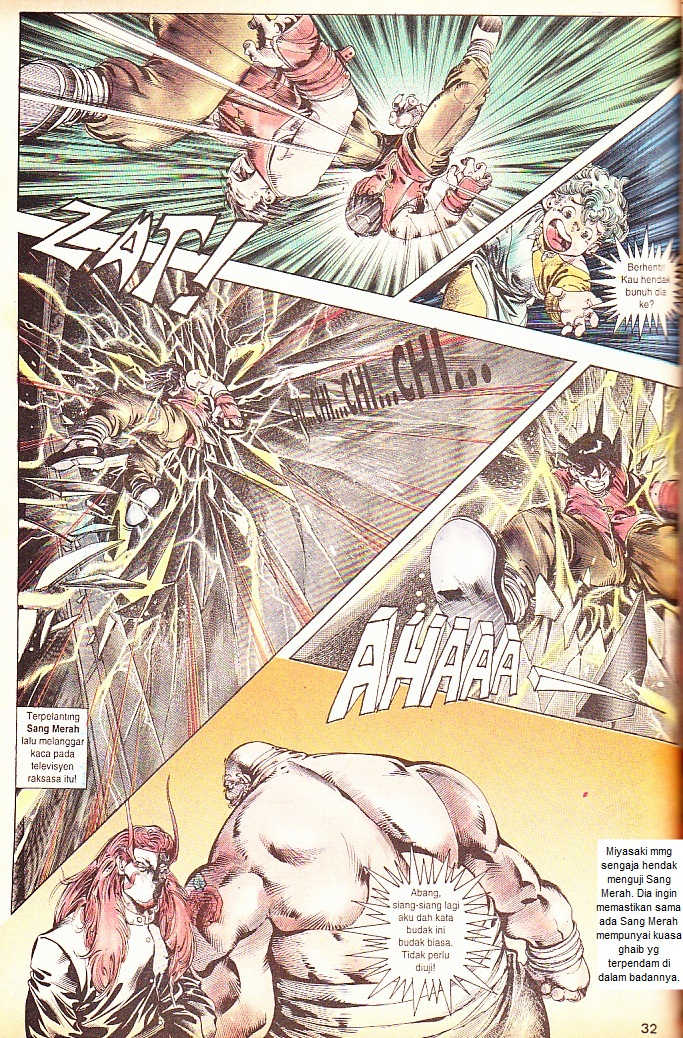 ZAT!
Berhenti!
Kau hendak
bunuh dia
ke?
CHI...CHI...CHI...CHI...
AHAAA
Terpelanting
Sang Merah
lalu melanggar
kaca pada
televisyen
raksasa itu!
Abang,
siang-siang lagi
aku dah kata
budak ini
budak biasa.
Tidak perlu
diuji!
Miyasaki mmg
sengaja hendak
menguji Sang
Merah. Dia ingin
memastikan sama
ada Sang Merah
mempunyai kuasa
ghaib yg
terpendam di
dalam badannya.
32